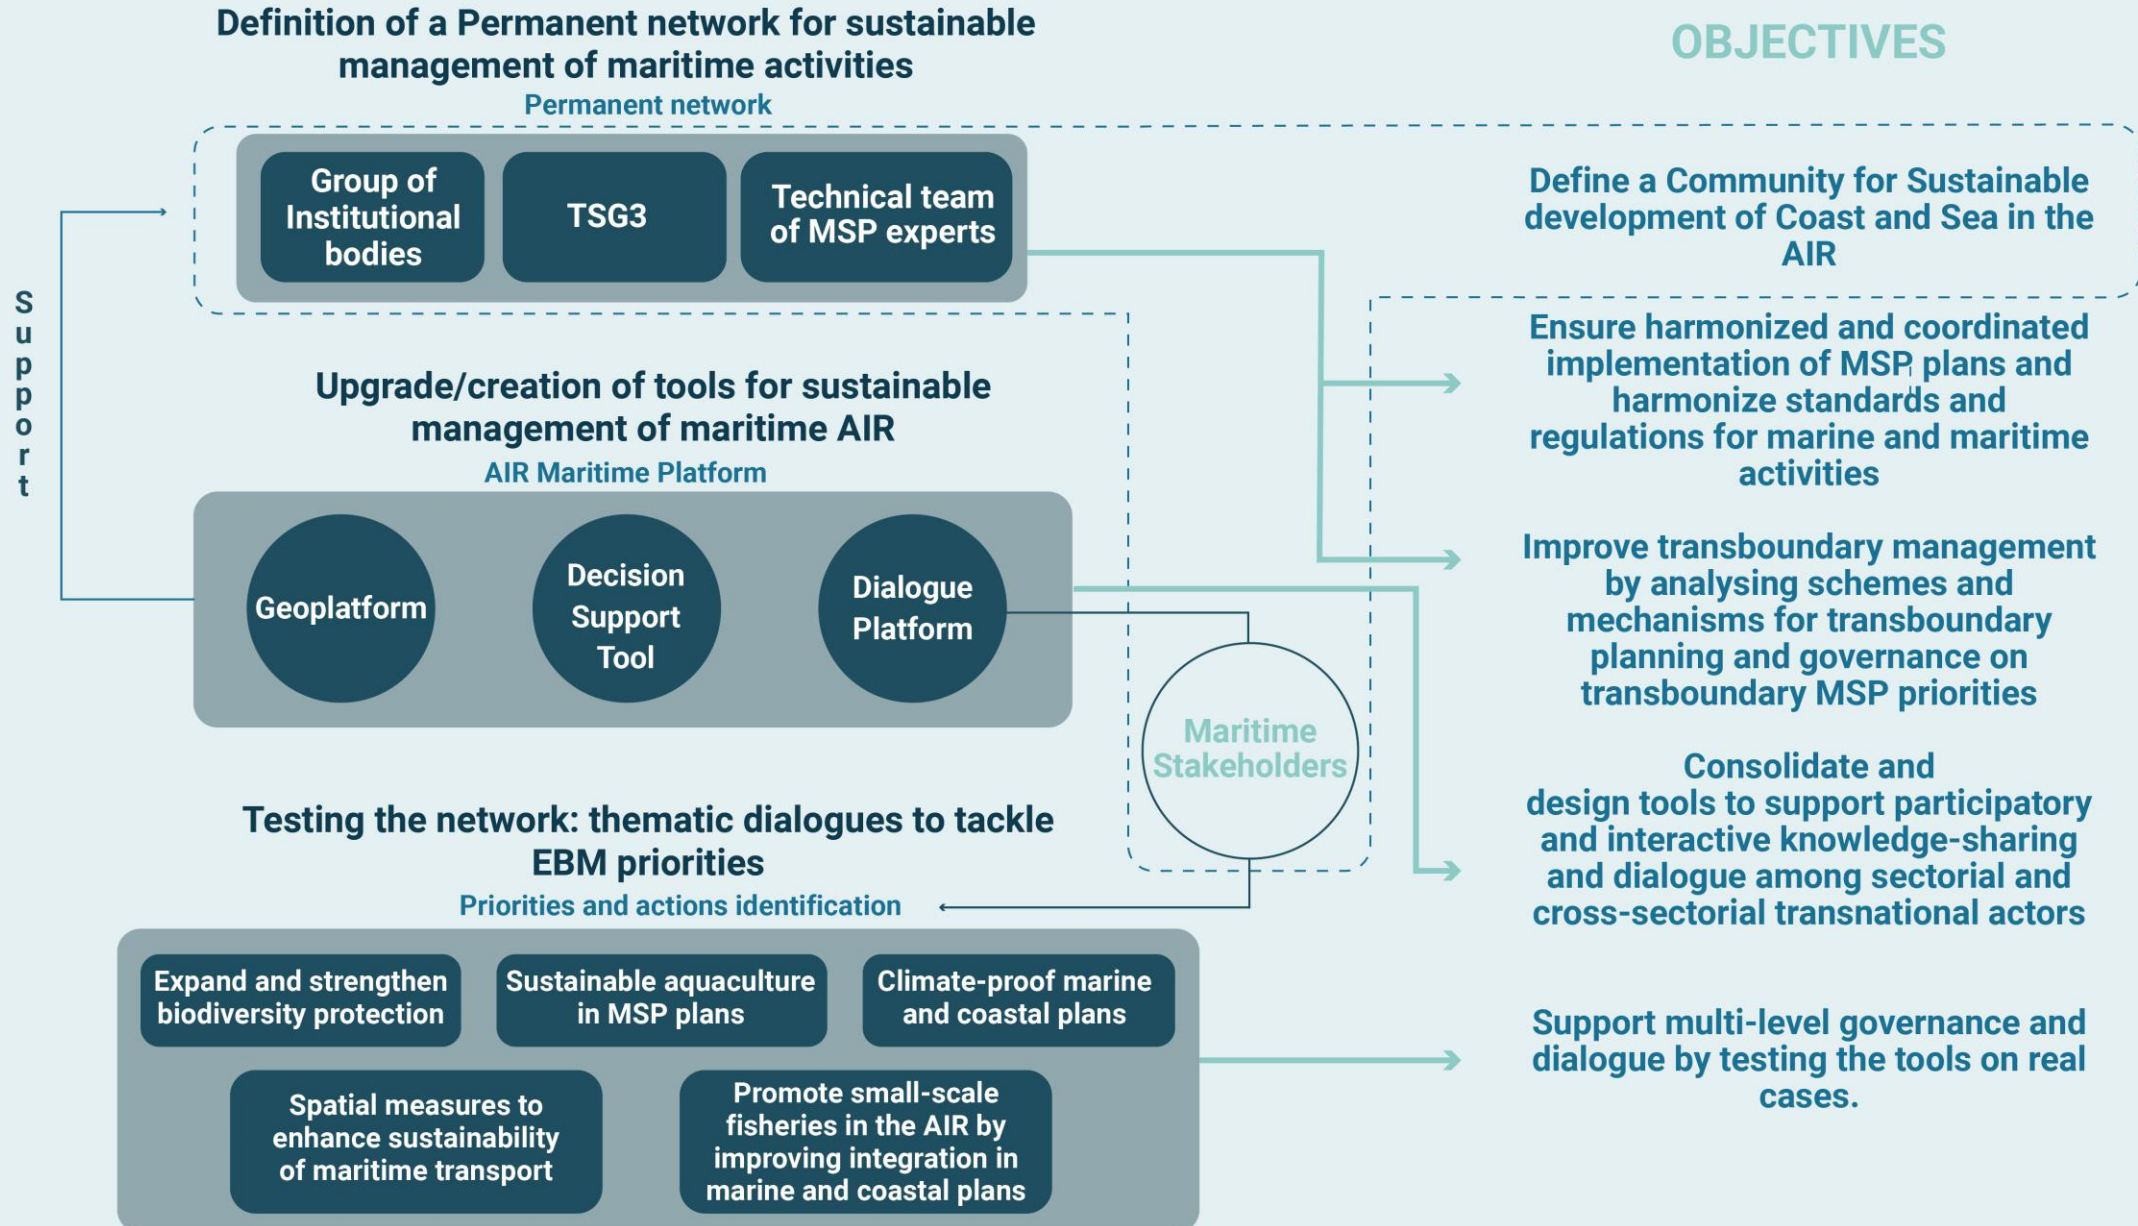 Definition of a Permanent network for sustainable
management of maritime activities
Permanent network
Group of
Institutional
bodies
TSG3
Technical team
of MSP experts
Support
Upgrade/creation of tools for sustainable
management of maritime AIR
AIR Maritime Platform
Geoplatform
Decision
Support
Tool
Dialogue
Platform
Maritime
Stakeholders
Testing the network: thematic dialogues to tackle
EBM priorities
Priorities and actions identification
Expand and strengthen
biodiversity protection
Sustainable aquaculture
in MSP plans
Climate-proof marine
and coastal plans
Spatial measures to
enhance sustainability
of maritime transport
Promote small-scale
fisheries in the AIR by
improving integration in
marine and coastal plans
OBJECTIVES
Define a Community for Sustainable
development of Coast and Sea in the
AIR
Ensure harmonized and coordinated
implementation of MSP plans and
harmonize standards and
regulations for marine and maritime
activities
Improve transboundary management
by analysing schemes and
mechanisms for transboundary
planning and governance on
transboundary MSP priorities
Consolidate and
design tools to support participatory
and interactive knowledge-sharing
and dialogue among sectorial and
cross-sectorial transnational actors
Support multi-level governance and
dialogue by testing the tools on real
cases.